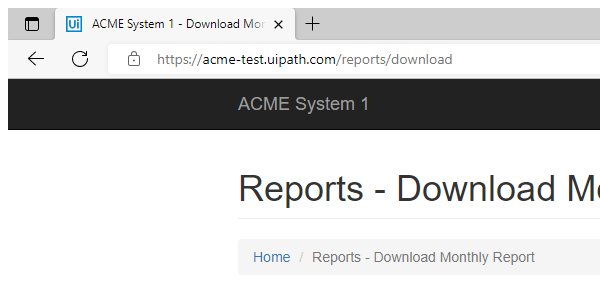 Ui ACME System 1 - Download Mon
https://acme-test.uipath.com/reports/download
ACME System 1
Reports - Download Mo
Home / Reports - Download Monthly Report